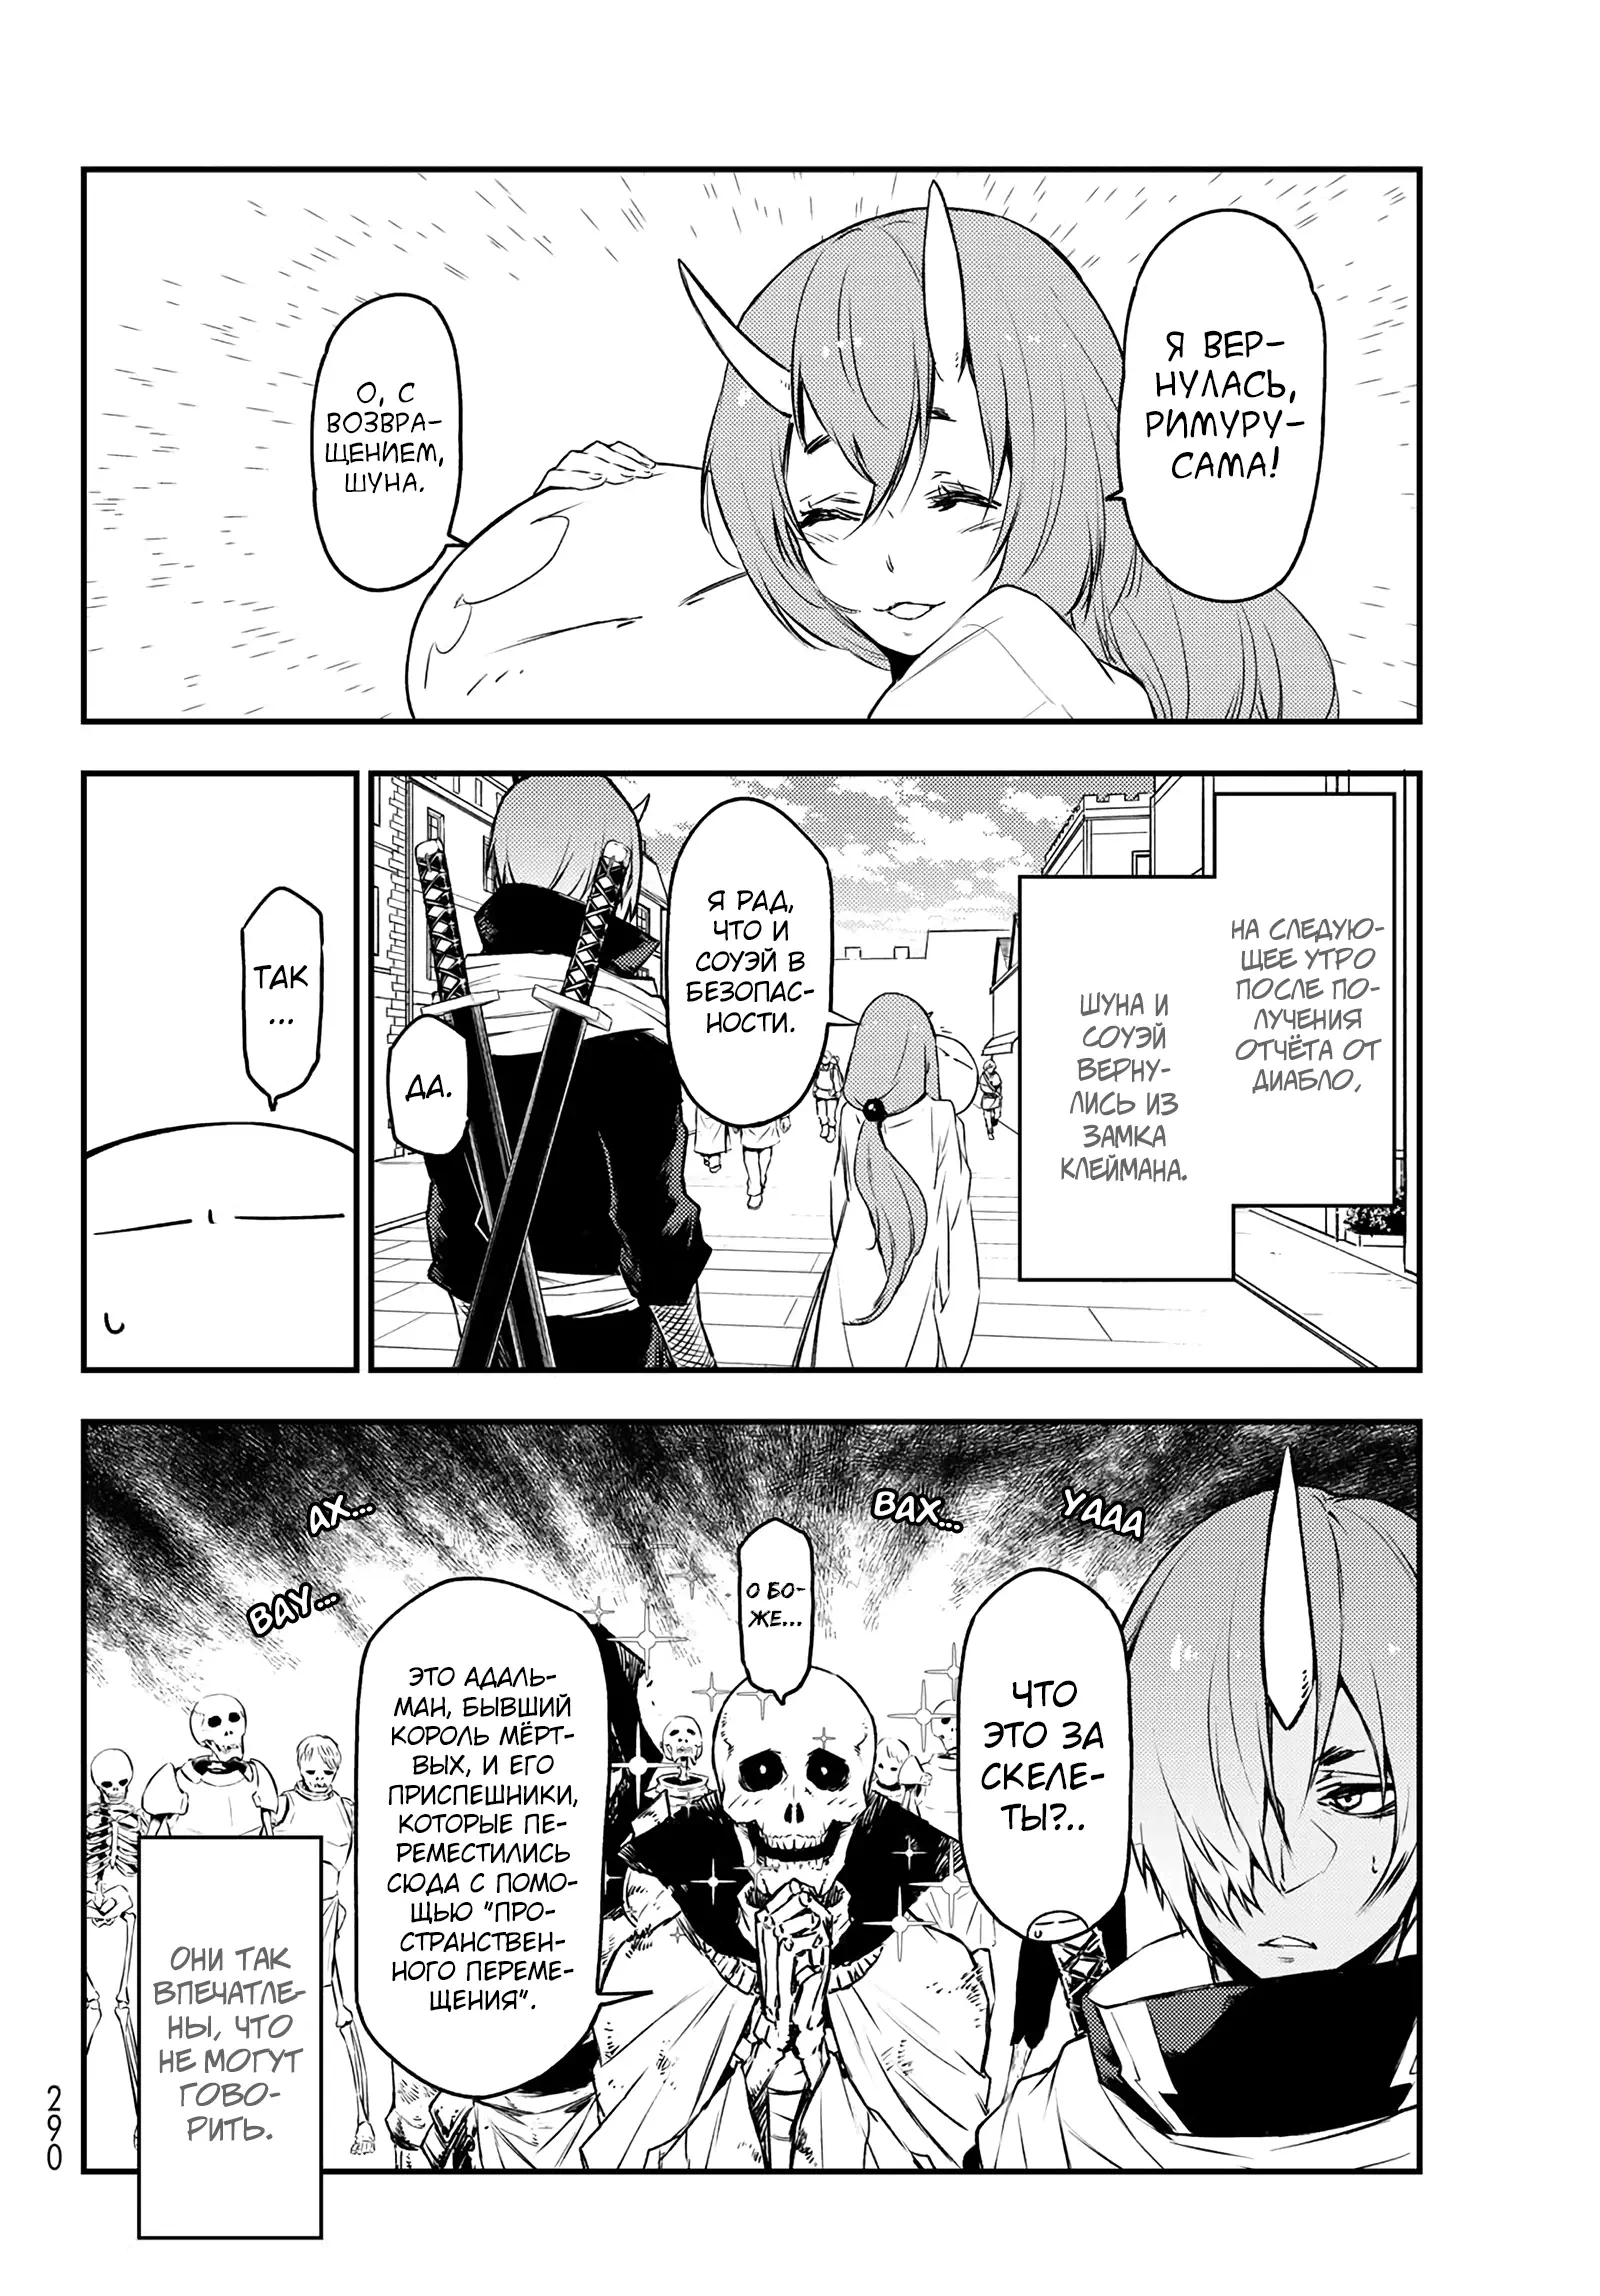 Я ВЕР-
НУЛАСЬ,
РИМУРУ-
САМА!
О, С
ВОЗВРА-
ЩЕНИЕМ,
ШУНА.
НА СЛЕДУЮ-
ЩЕЕ УТРО
ПОСЛЕ ПО-
ЛУЧЕНИЯ
ОТЧЁТА ОТ
ДИАБЛО,
ШУНА И
СОУЭЙ
ВЕРНУ-
ЛИСЬ ИЗ
ЗАМКА
КЛЕЙМАНА.
Я РАД,
ЧТО И
СОУЭЙ В
БЕЗОПАС-
НОСТИ.
ДА.
ТАК
...
УААА
ВАХ...
АХ...
ВАУ...
ЧТО
ЭТО ЗА
СКЕЛЕ-
ТЫ?..
О БО-
ЖЕ...
ЭТО АДАЛЬ-
МАН, БЫВШИЙ
КОРОЛЬ МЁРТ-
ВЫХ, И ЕГО
ПРИСПЕШНИКИ,
КОТОРЫЕ ПЕ-
РЕМЕСТИЛИСЬ
СЮДА С ПОМО-
ЩЬЮ "ПРО-
СТРАНСТВЕН-
НОГО ПЕРЕМЕ-
ЩЕНИЯ".
ОНИ ТАК
ВПЕЧАТЛЕ-
НЫ, ЧТО
НЕ МОГУТ
ГОВО-
РИТЬ.
290